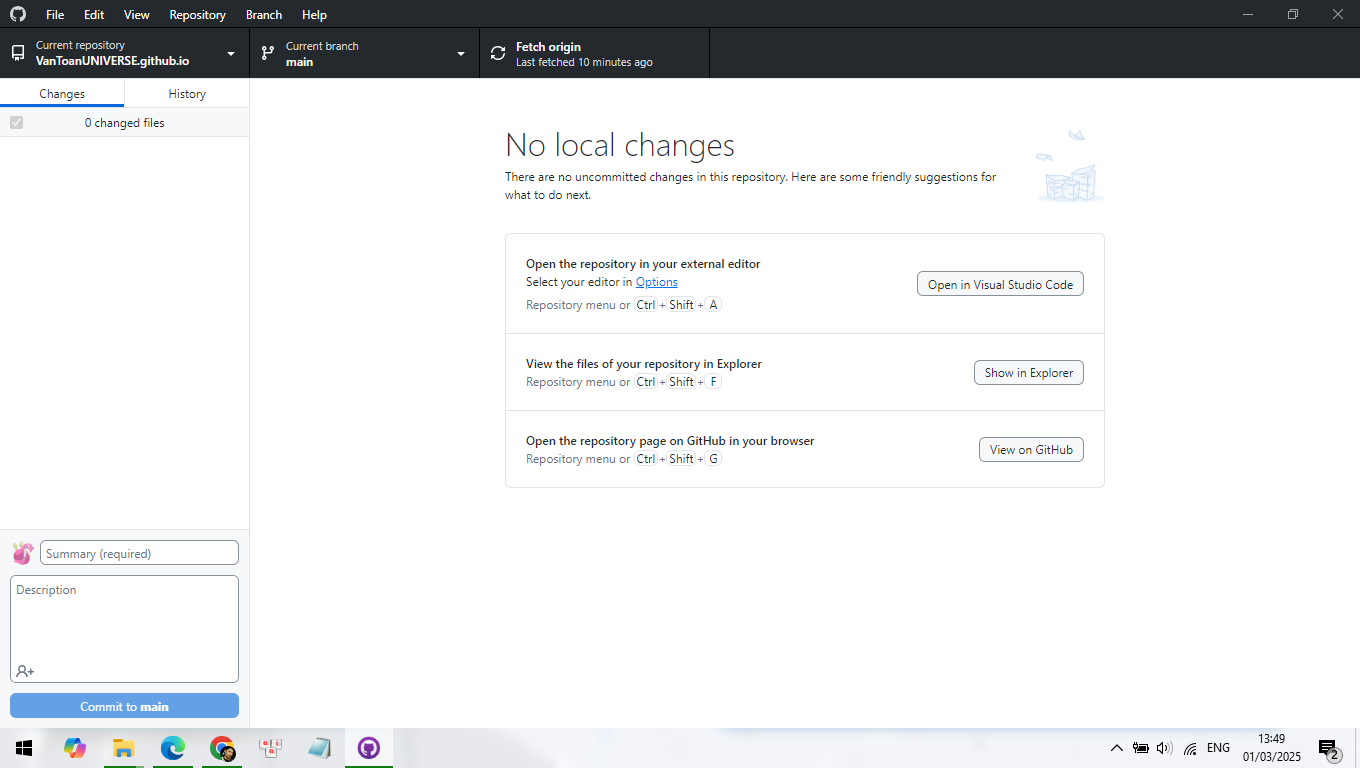 File Edit View Repository Branch Help
Current repository
VanToanUNIVERSE.github.io
Current branch
main
Fetch origin
Last fetched 10 minutes ago
Changes History
0 changed files
No local changes
There are no uncommitted changes in this repository. Here are some friendly suggestions for
what to do next.
Open the repository in your external editor
Select your editor in Options
Repository menu or Ctrl + Shift + A
Open in Visual Studio Code
View the files of your repository in Explorer
Repository menu or Ctrl + Shift + F
Show in Explorer
Open the repository page on GitHub in your browser
Repository menu or Ctrl + Shift + G
View on GitHub
Summary (required)
Description
Commit to main
ENG
13:49
01/03/2025
2